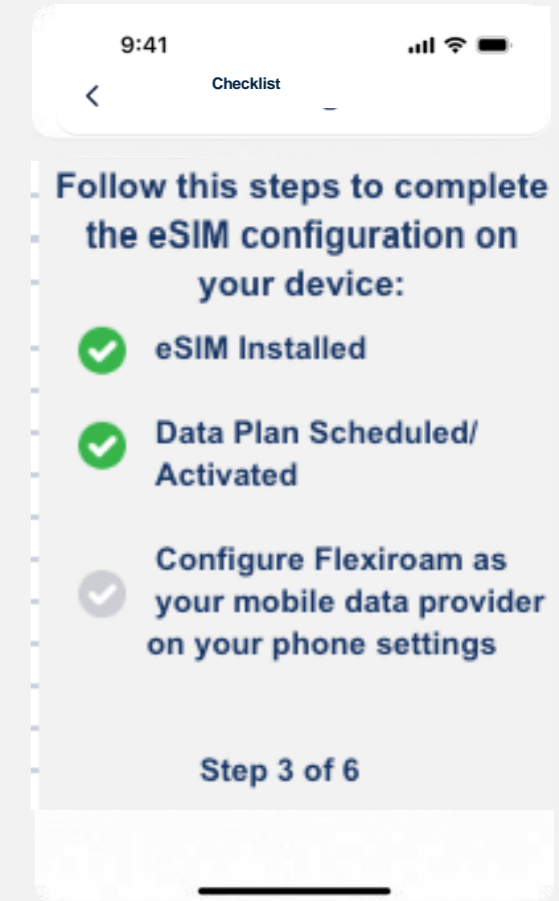 9:41
Checklist
Follow this steps to complete
the eSIM configuration on
your device:
eSIM Installed
Data Plan Scheduled/
Activated
Configure Flexiroam as
your mobile data provider
on your phone settings
Step 3 of 6